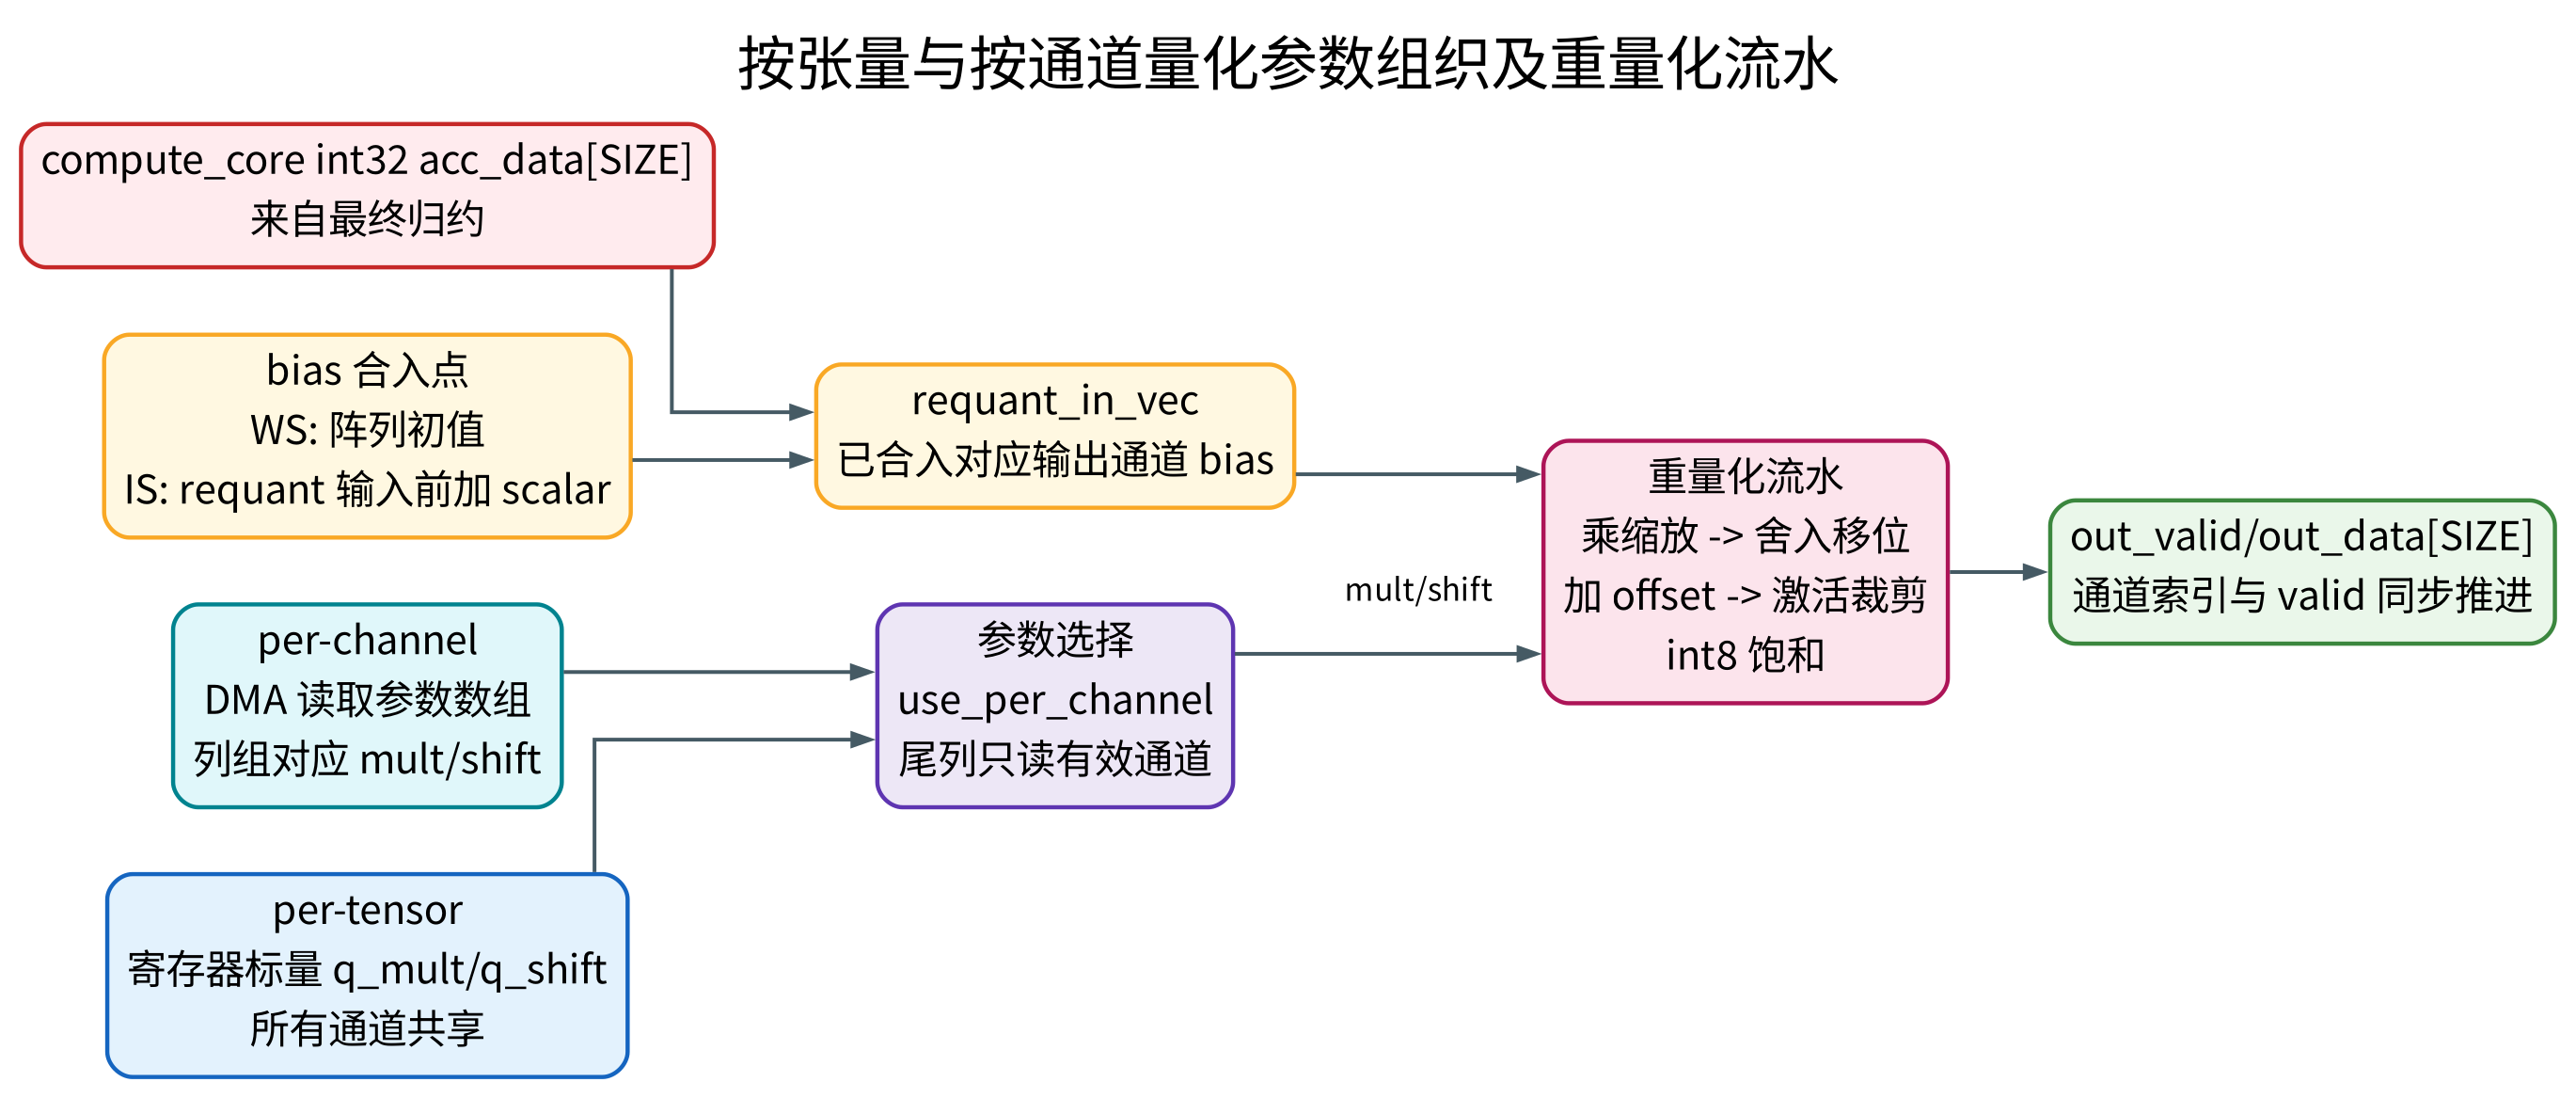 按张量与按通道量化参数组织及重量化流水
compute_core int32 acc_data[SIZE]
来自最终归约
bias 合入点
WS: 阵列初值
IS: requant 输入前加 scalar
requant_in_vec
已合入对应输出通道 bias
per-channel
DMA 读取参数数组
列组对应 mult/shift
参数选择
use_per_channel
尾列只读有效通道
per-tensor
寄存器标量 q_mult/q_shift
所有通道共享
mult/shift
重量化流水
乘缩放 -> 舍入移位
加 offset -> 激活裁剪
int8 饱和
out_valid/out_data[SIZE]
通道索引与 valid 同步推进